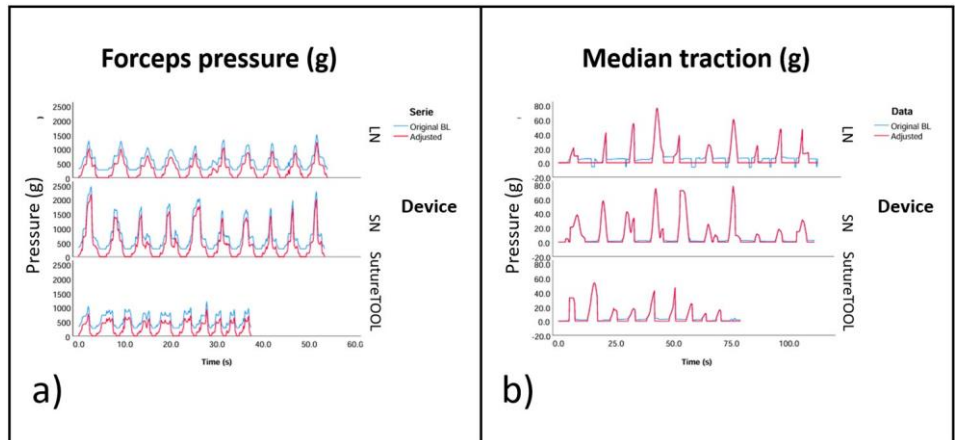 Forceps pressure (g)
Pressure (g)
2500
2000
1500
1000
500
0
2500
2000
1500
1000
500
0
2500
2000
1500
1000
500
0
0.0 10.0 20.0 30.0 40.0 50.0 60.0
Time (s)
Serie
Original BL
Adjusted
LN
SN
SutureTOOL
Device
a)
Median traction (g)
Pressure (g)
80.0
60.0
40.0
20.0
0.0
-20.0
80.0
60.0
40.0
20.0
0.0
-20.0
80.0
60.0
40.0
20.0
0.0
-20.0
0.0 25.0 50.0 75.0 100.0
Time (s)
Data
Original BL
Adjusted
LN
SN
SutureTOOL
Device
b)